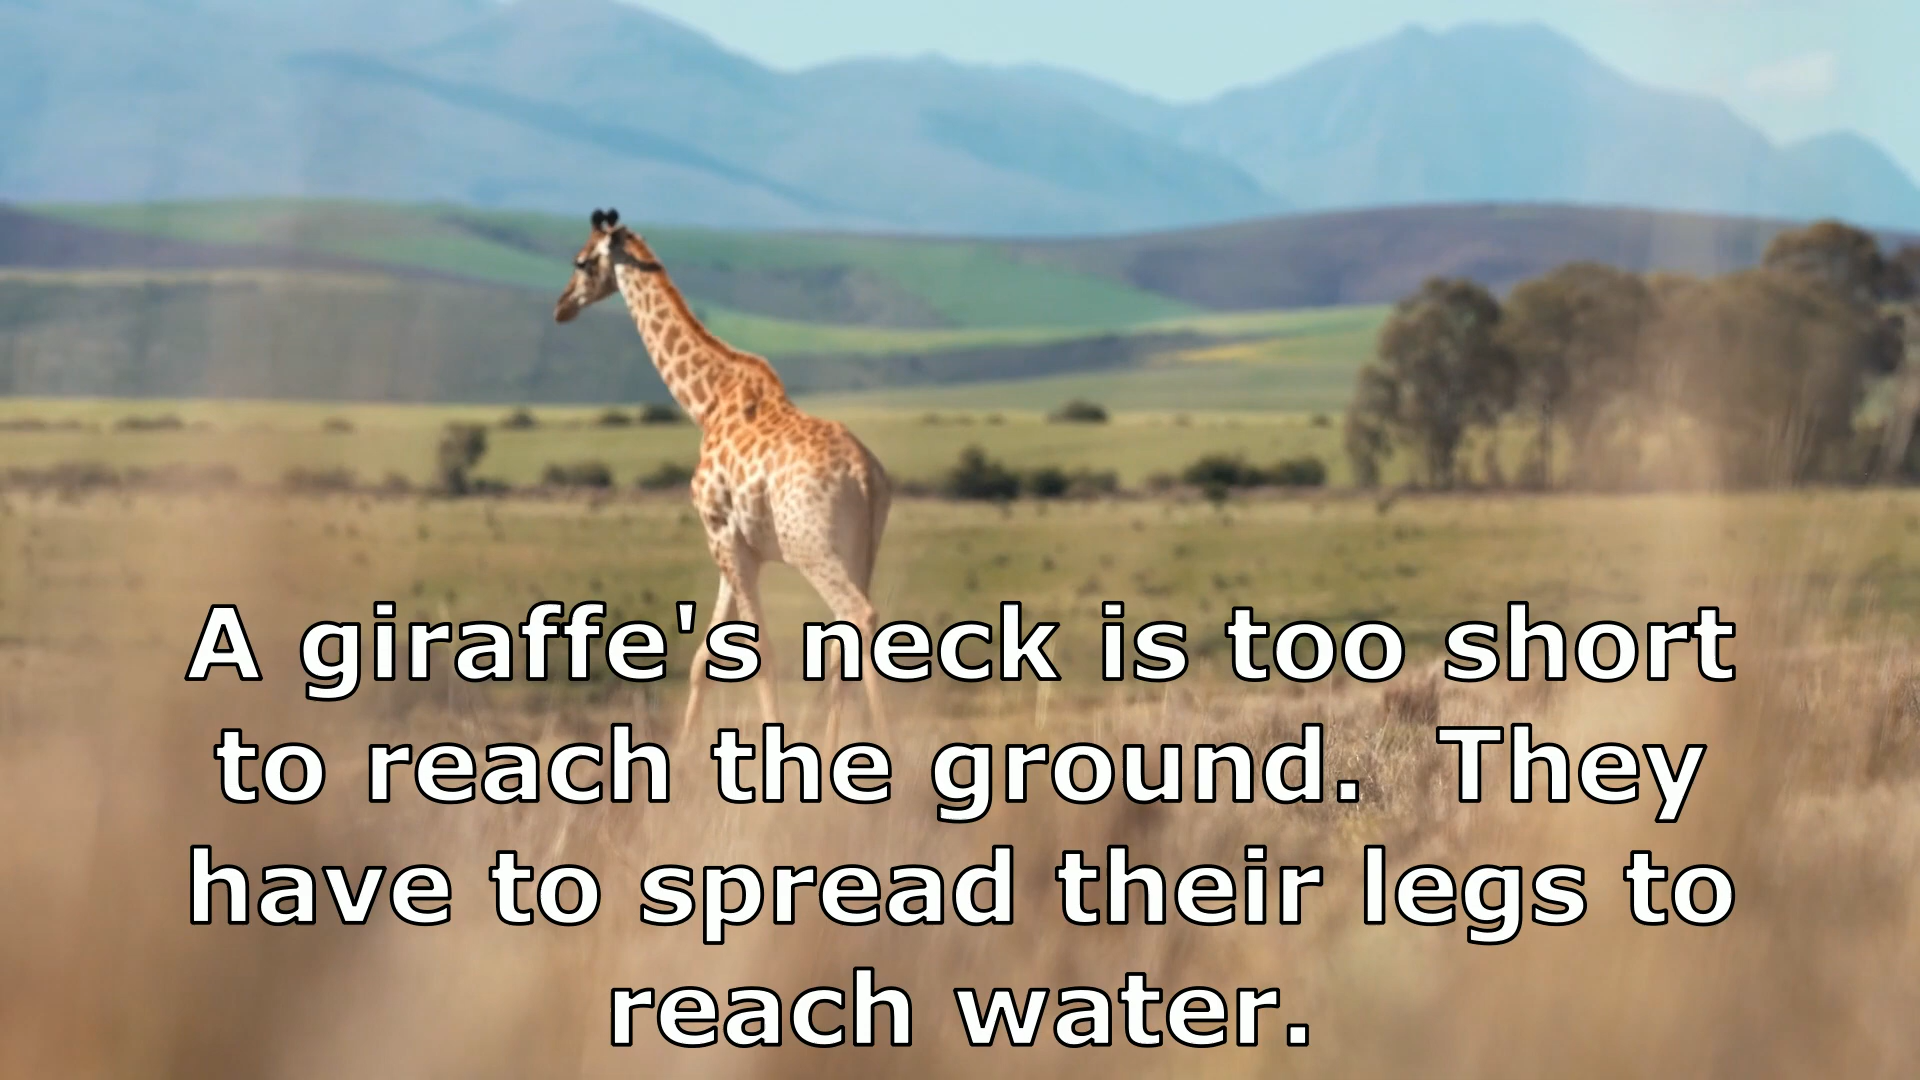 A giraffe's neck is too short
to reach the ground.  They
have to spread their legs to
reach water.